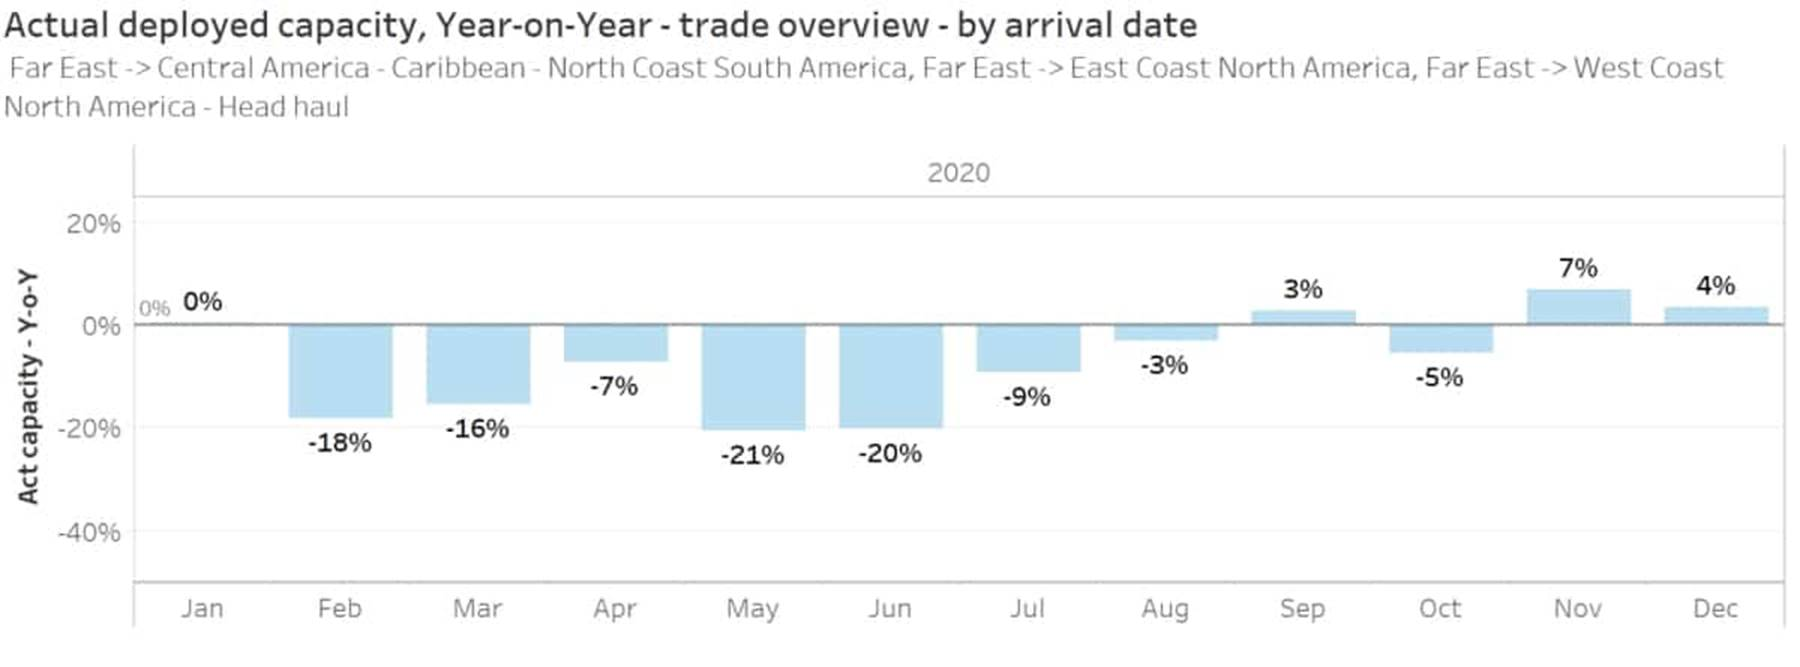 Actual deployed capacity, Year-on-Year - trade overview - by arrival date
Far East -> Central America - Caribbean - North Coast South America, Far East -> East Coast North America, Far East -> West Coast
North America - Head haul
2020
Act capacity - Y-o-Y
20%
0%
-20%
-40%
0%
0%
-18%
-16%
-7%
-21%
-20%
-9%
-3%
3%
-5%
7%
4%
Jan
Feb
Mar
Apr
May
Jun
Jul
Aug
Sep
Oct
Nov
Dec